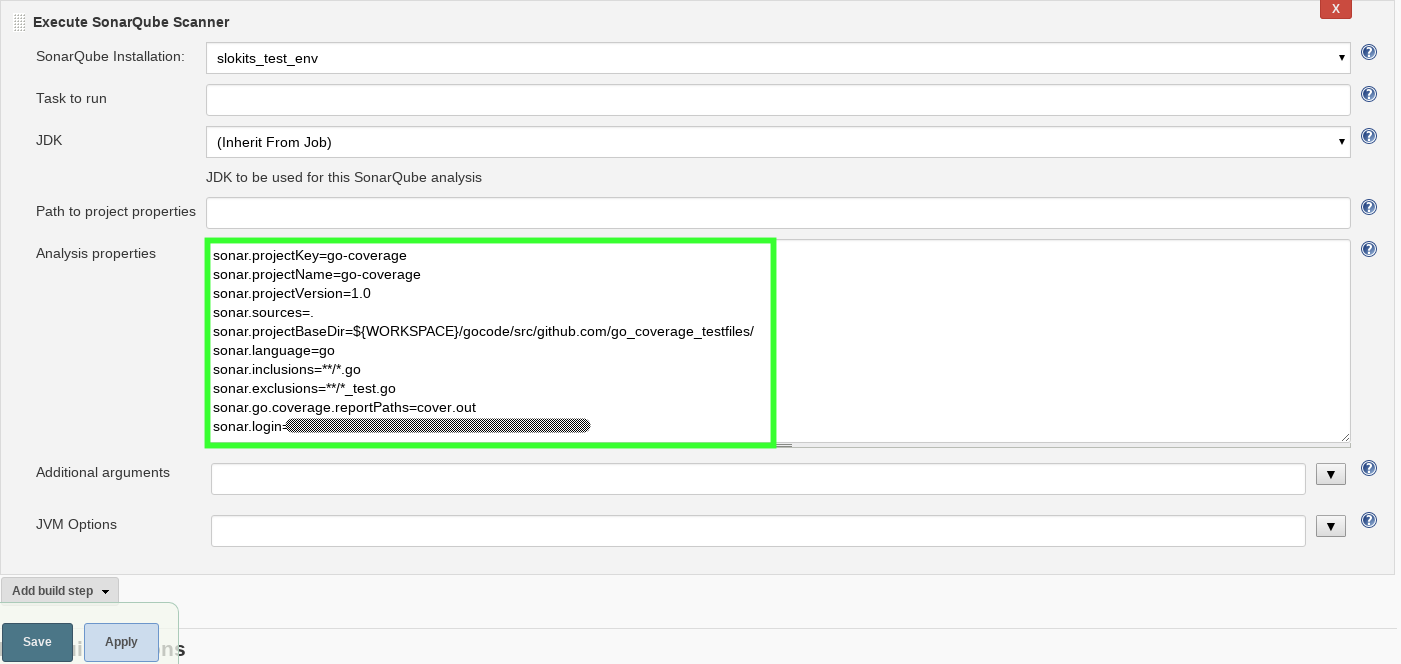 Execute SonarQube Scanner
X
SonarQube Installation:
slokits_test_env
Task to run
JDK
(Inherit From Job)
JDK to be used for this SonarQube analysis
Path to project properties
Analysis properties
sonar.projectKey=go-coverage
sonar.projectName=go-coverage
sonar.projectVersion=1.0
sonar.sources=.
sonar.projectBaseDir=${WORKSPACE}/gocode/src/github.com/go_coverage_testfiles/
sonar.language=go
sonar.inclusions=**/*.go
sonar.exclusions=**/*_test.go
sonar.go.coverage.reportPaths=cover.out
sonar.login=
Additional arguments
JVM Options
Add build step
Save
Apply